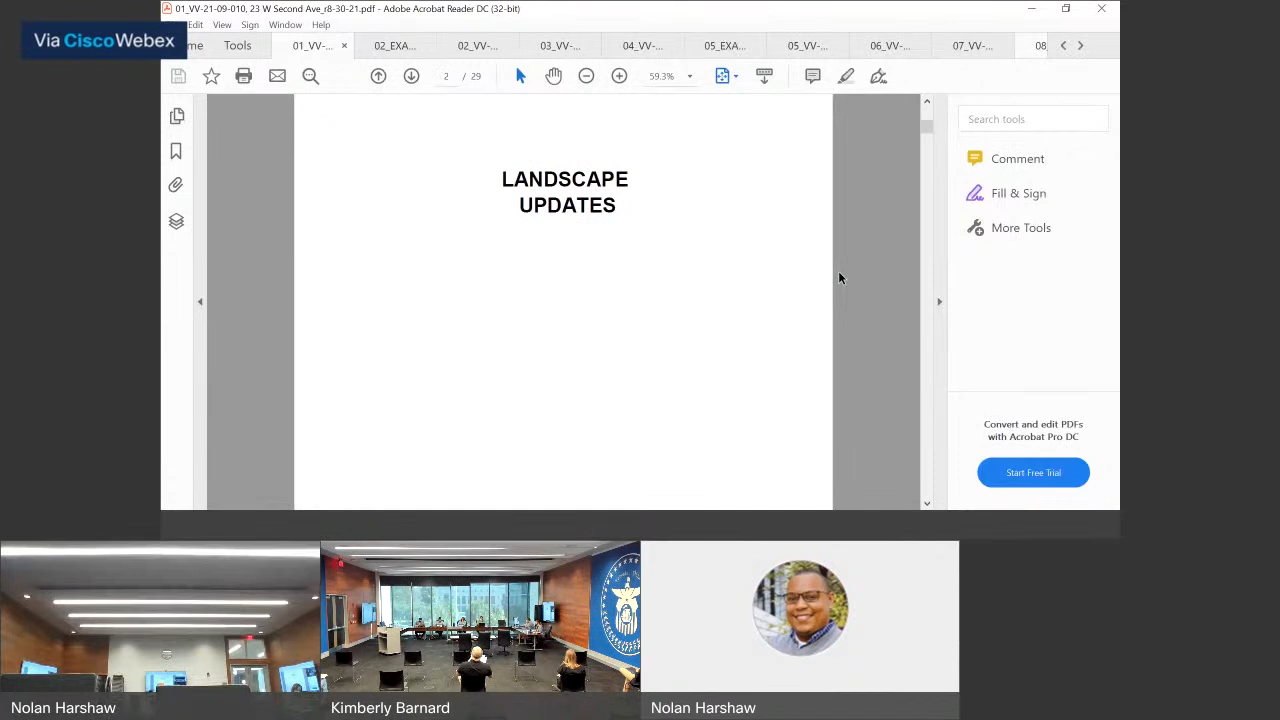 01_VV-21-09-010, 23 W Second Ave_r8-30-21.pdf - Adobe Acrobat Reader DC (32-bit)
Edit View Sign Window Help
Via Cisco Webex
me Tools 01_VV-... × 02_EXA... 02_VV-... 03_VV-... 04_VV-... 05_EXA... 05_VV-... 06_VV-... 07_VV-... 08
2 / 29 59.3%
LANDSCAPE
UPDATES
Search tools
Comment
Fill & Sign
More Tools
Convert and edit PDFs
with Acrobat Pro DC
Start Free Trial
Nolan Harshaw
Kimberly Barnard
Nolan Harshaw